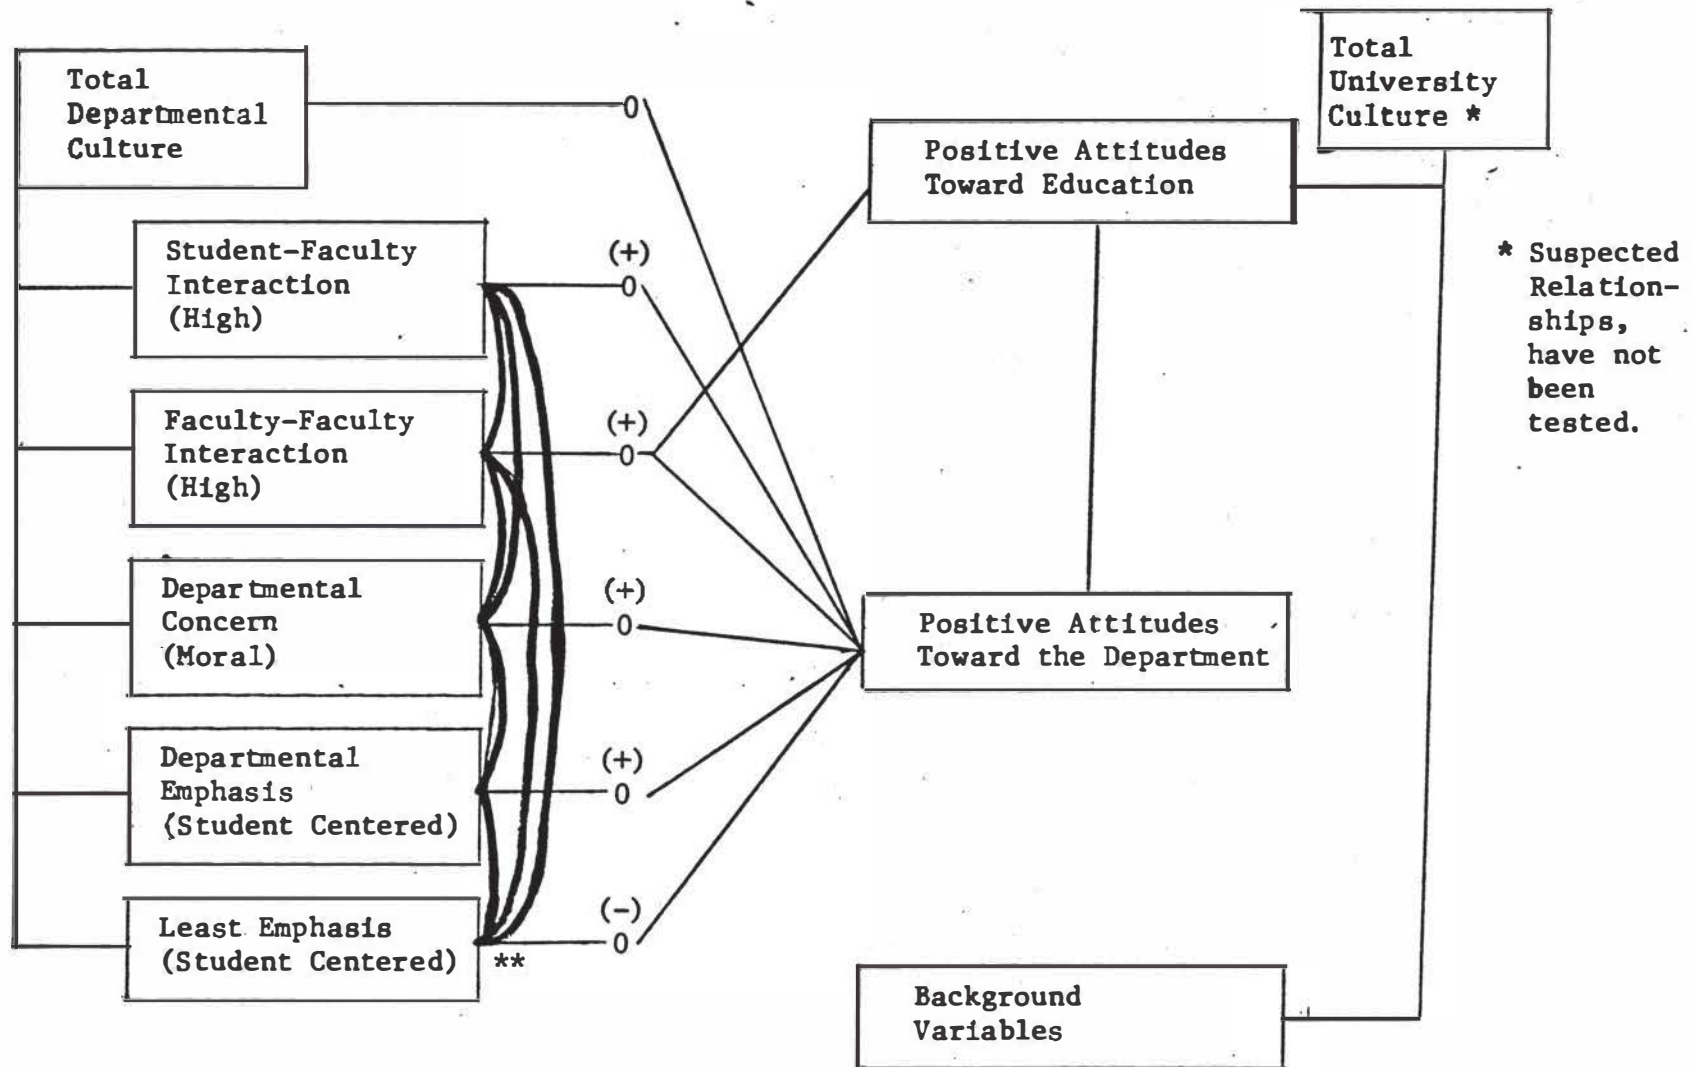 Total
Departmental
Culture
0
Student-Faculty
Interaction
(High)
(+)
0
Faculty-Faculty
Interaction
(High)
(+)
0
Departmental
Concern
(Moral)
(+)
0
Departmental
Emphasis
(Student Centered)
(+)
0
Least Emphasis
(Student Centered)
**
(-)
0
Positive Attitudes
Toward Education
Positive Attitudes
Toward the Department
Background
Variables
Total
University
Culture *
* Suspected
Relation-
ships,
have not
been
tested.